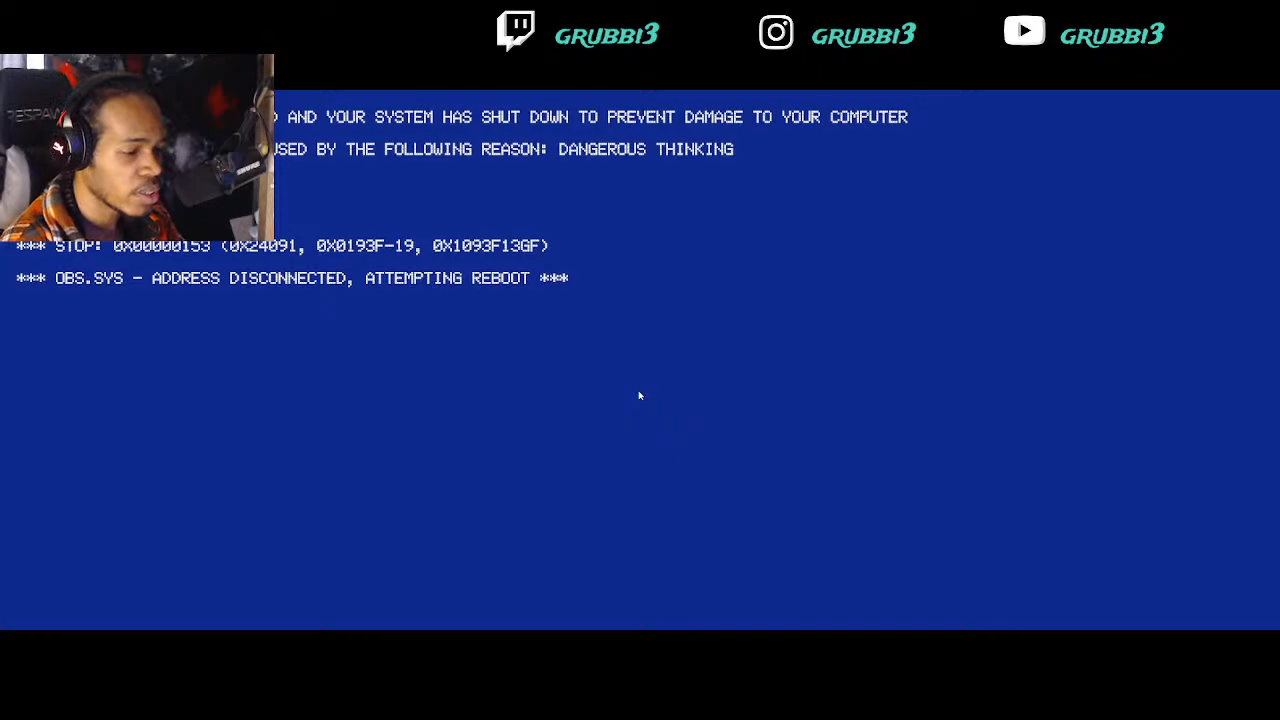 GRUBBI3 GRUBBI3 GRUBBI3
AND YOUR SYSTEM HAS SHUT DOWN TO PREVENT DAMAGE TO YOUR COMPUTER
BY THE FOLLOWING REASON: DANGEROUS THINKING
*** STOP: 0X00000153 (0X24091, 0X0193F-19, 0X1093F13GF)
*** OBS.SYS - ADDRESS DISCONNECTED, ATTEMPTING REBOOT ***